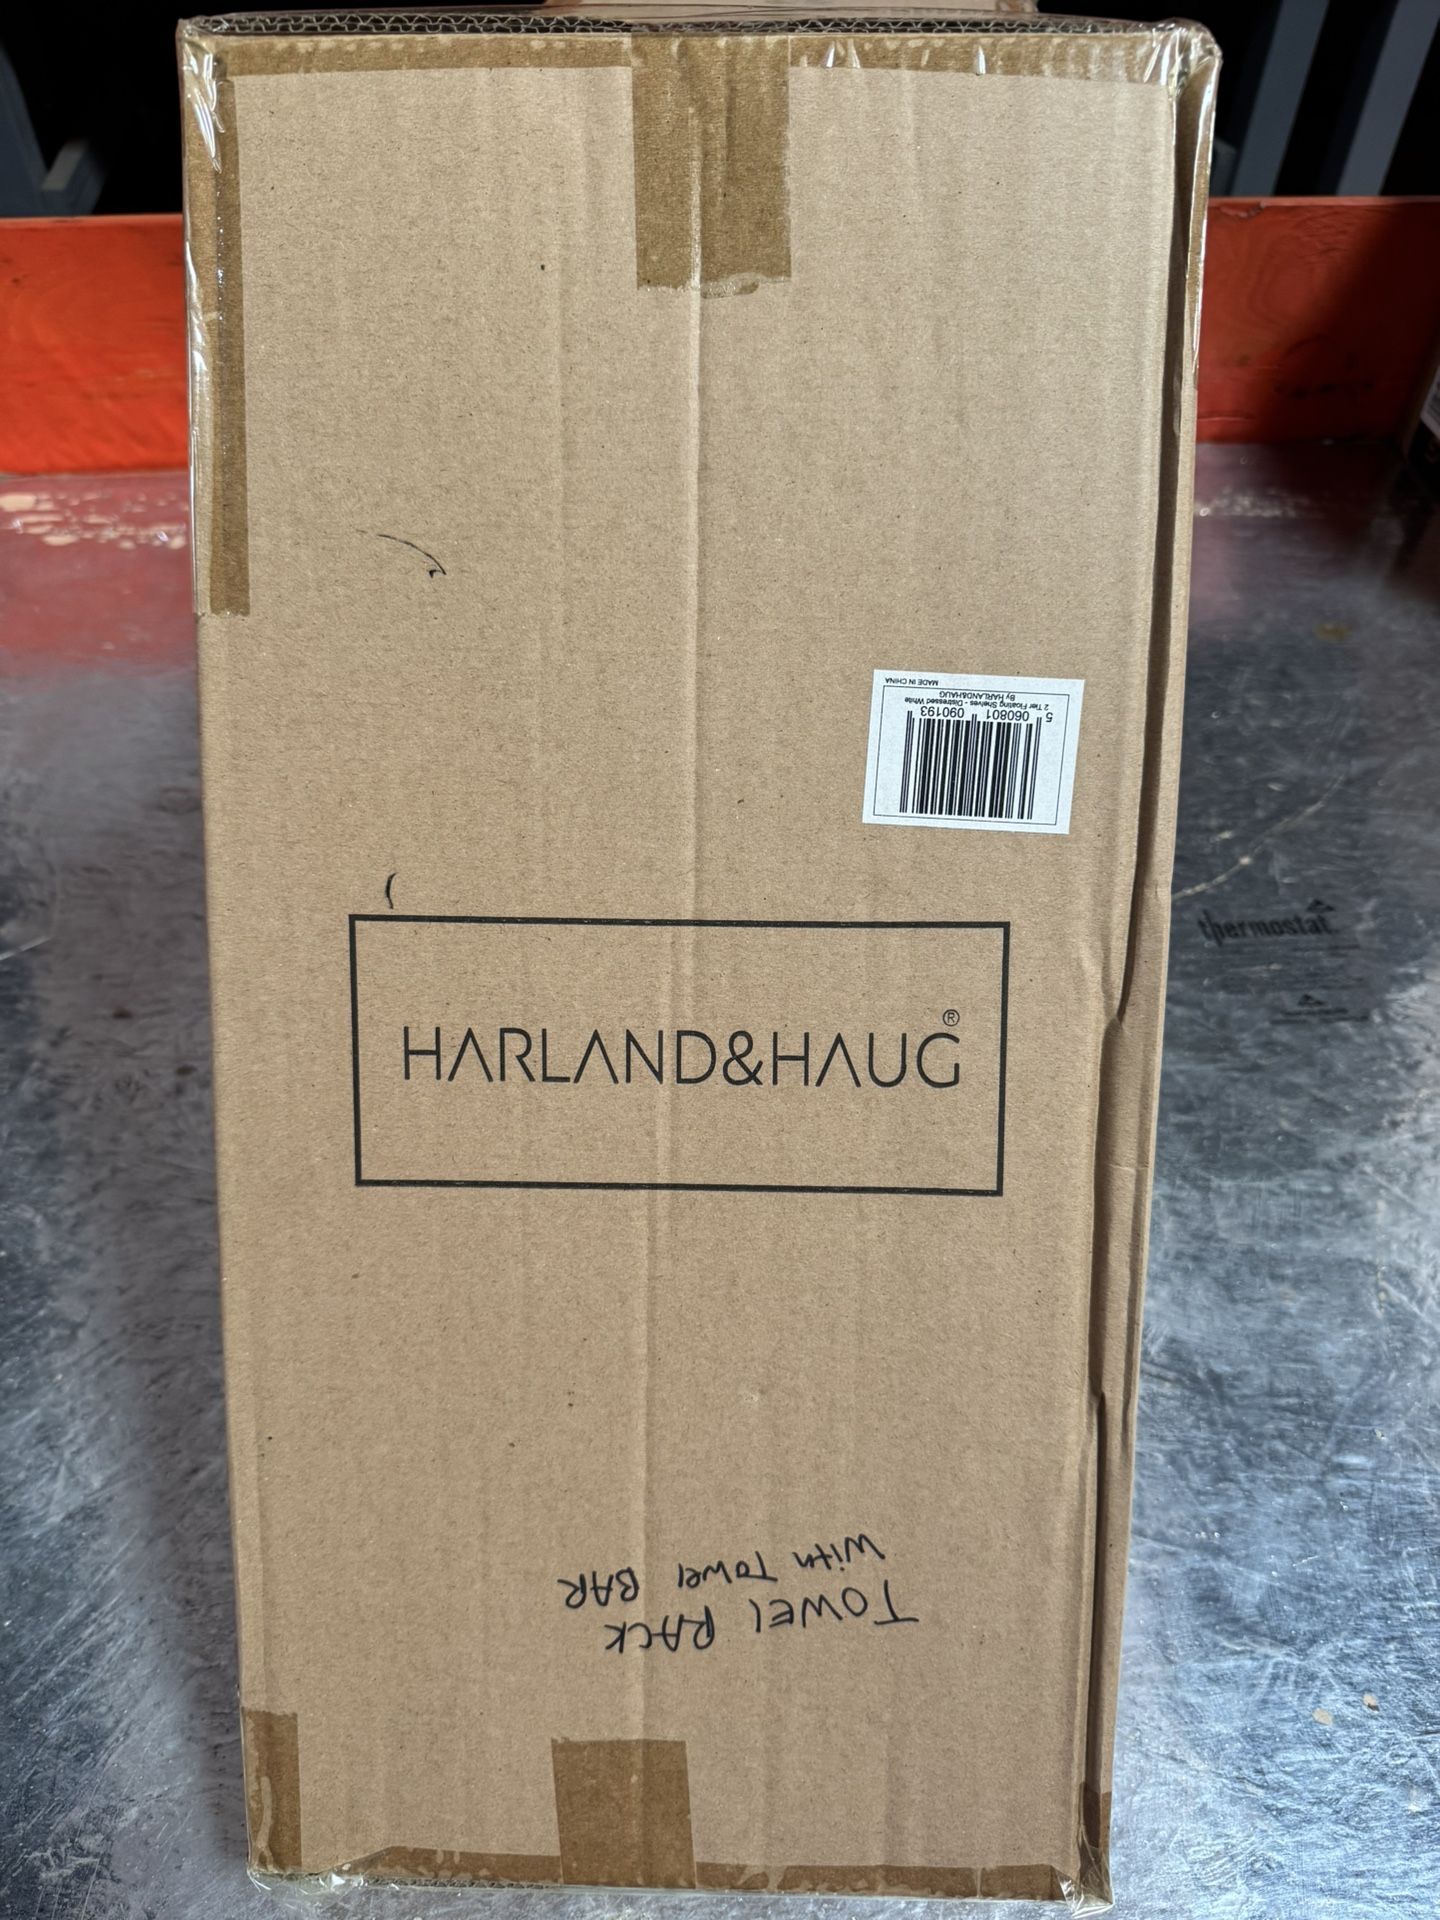 5 060801 090193
2 Tier Floating Shelves - Distressed White
By HARLAND&HAUG
MADE IN CHINA
thermostat
HARLAND&HAUG®
TOWEl RACK
WITH TOWEl BAR